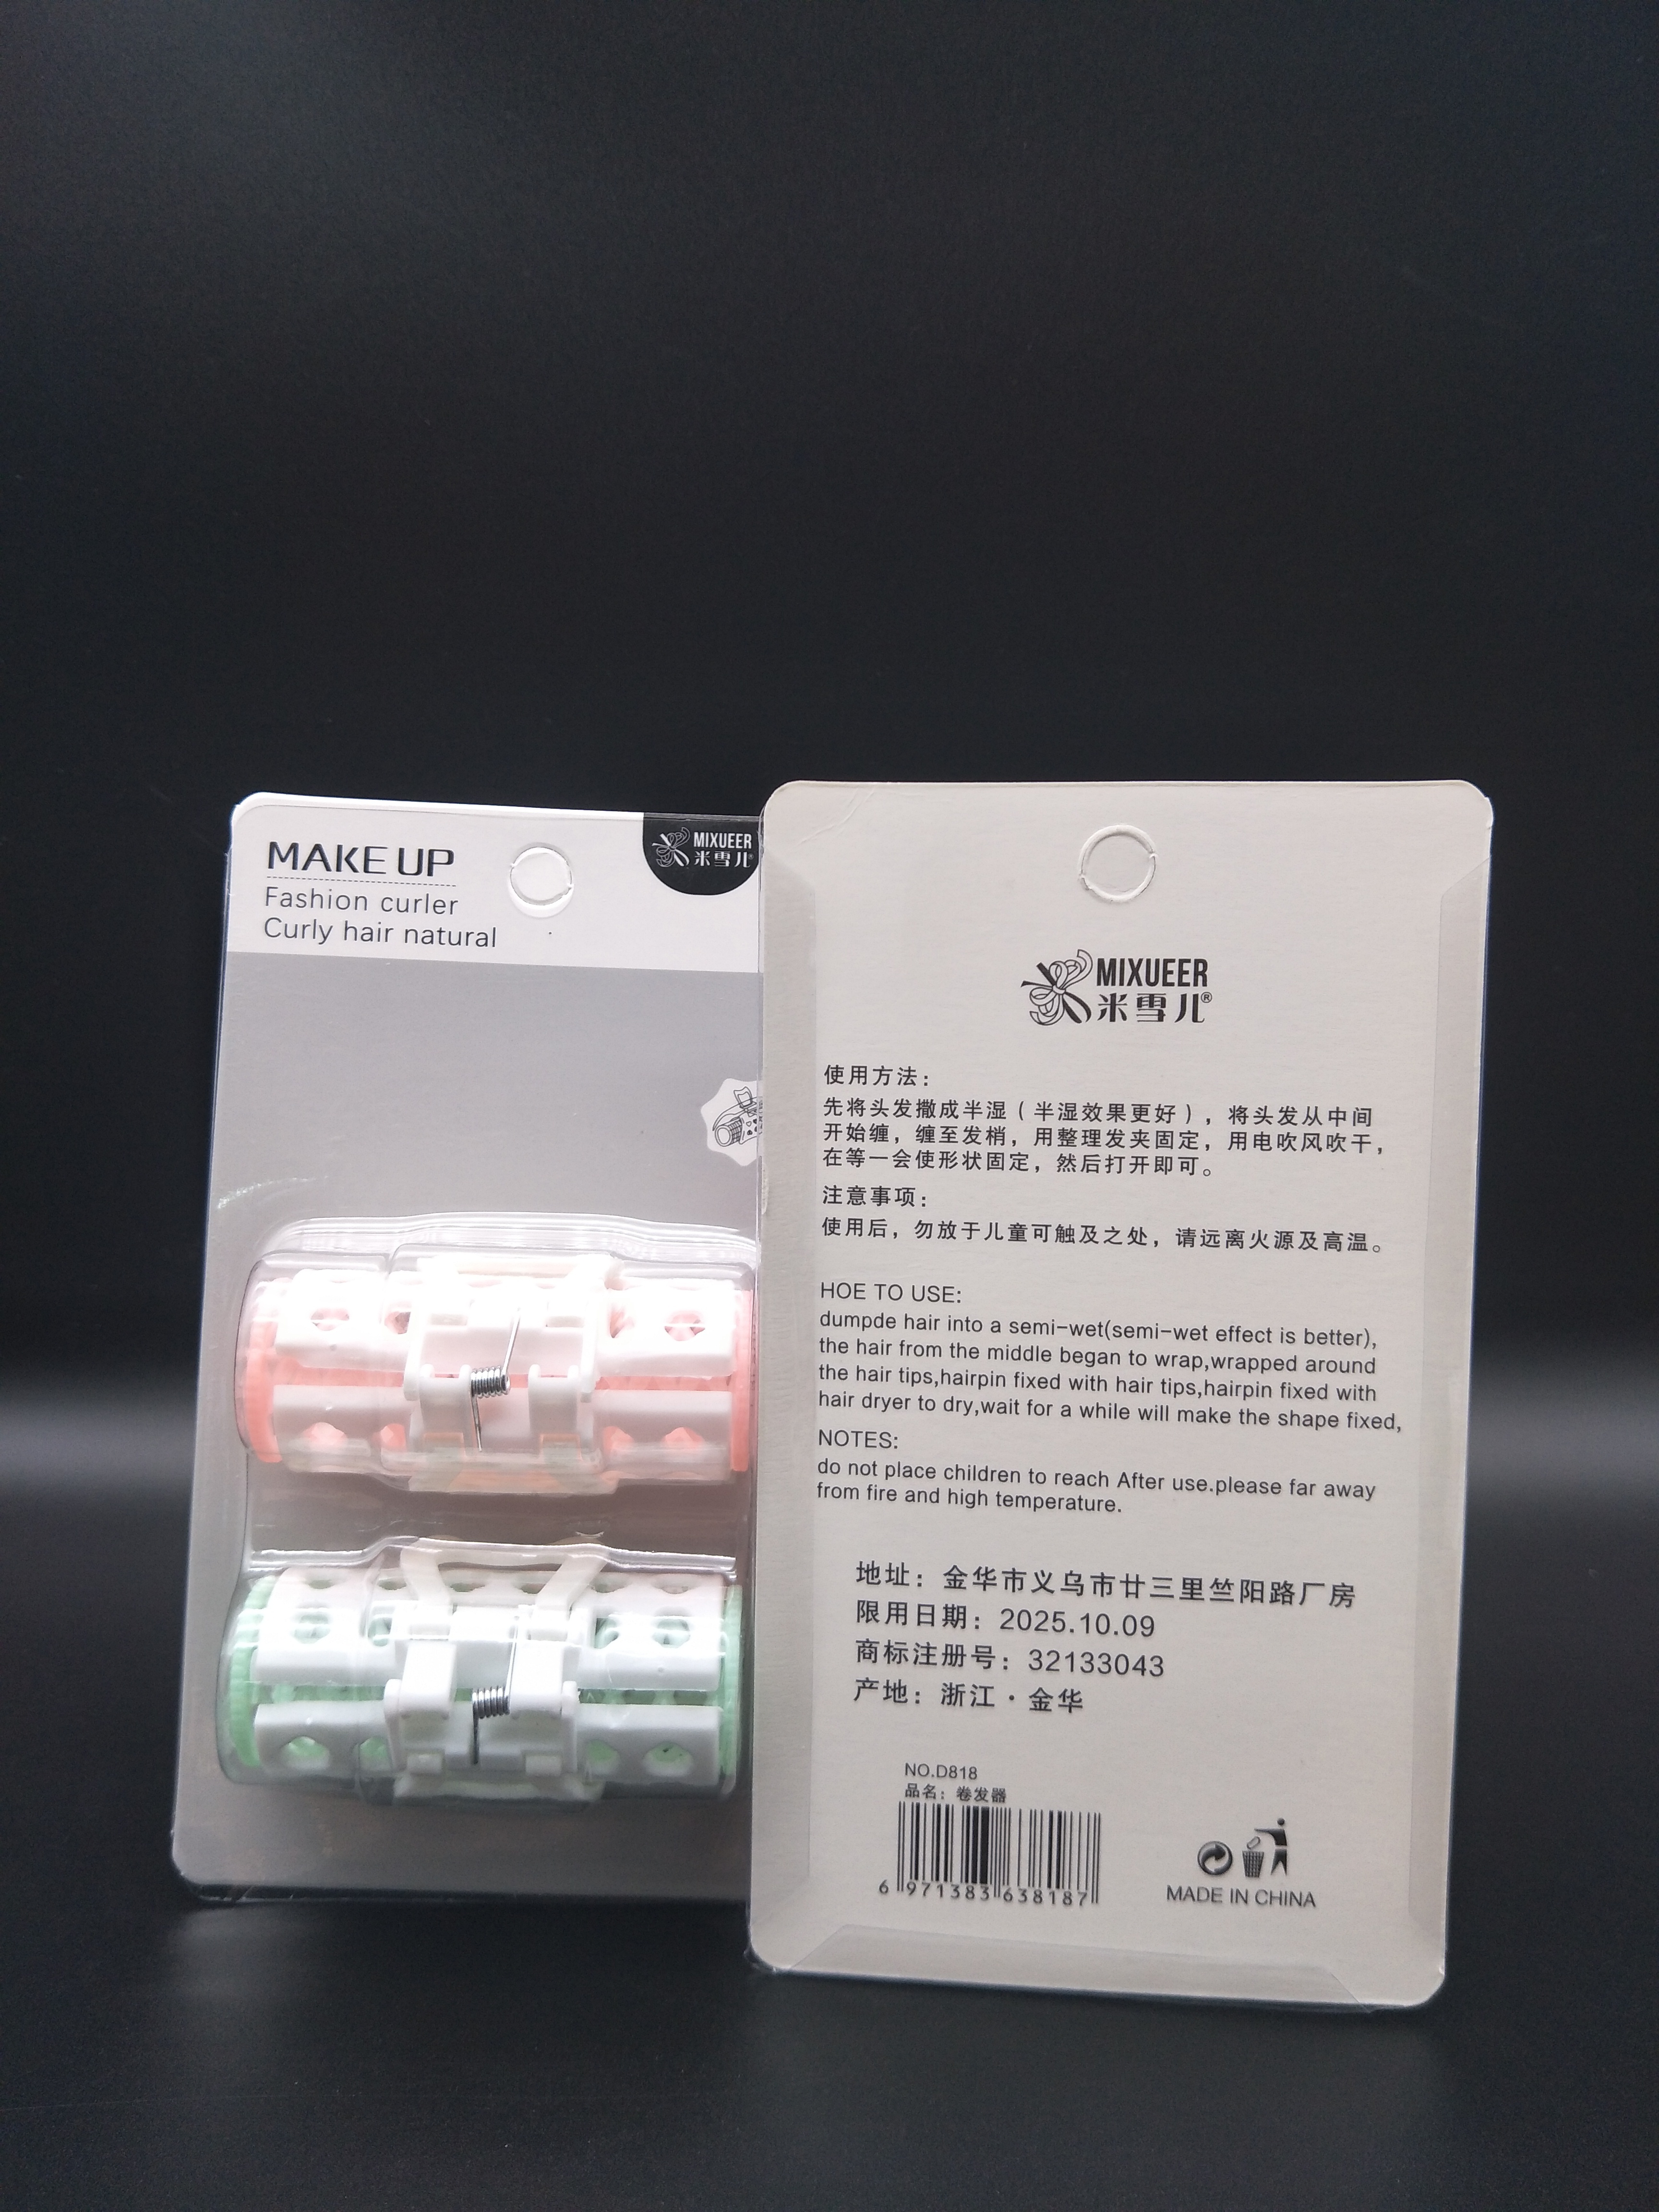 MAKE UP
Fashion curler
Curly hair natural
MIXUEER
米雪儿
MIXUEER
米雪儿®
使用方法：
先将头发撒成半湿（半湿效果更好），将头发从中间
开始缠，缠至发梢，用整理发夹固定，用电吹风吹干，
在等一会使形状固定，然后打开即可。
注意事项：
使用后，勿放于儿童可触及之处，请远离火源及高温。
HOE TO USE:
dumpde hair into a semi-wet(semi-wet effect is better),
the hair from the middle began to wrap,wrapped around
the hair tips,hairpin fixed with hair tips,hairpin fixed with
hair dryer to dry,wait for a while will make the shape fixed,
NOTES:
do not place children to reach After use.please far away
from fire and high temperature.
地址：金华市义乌市廿三里竺阳路厂房
限用日期：2025.10.09
商标注册号：32133043
产地：浙江·金华
NO.D818
品名：卷发器
6 971383 638187
MADE IN CHINA